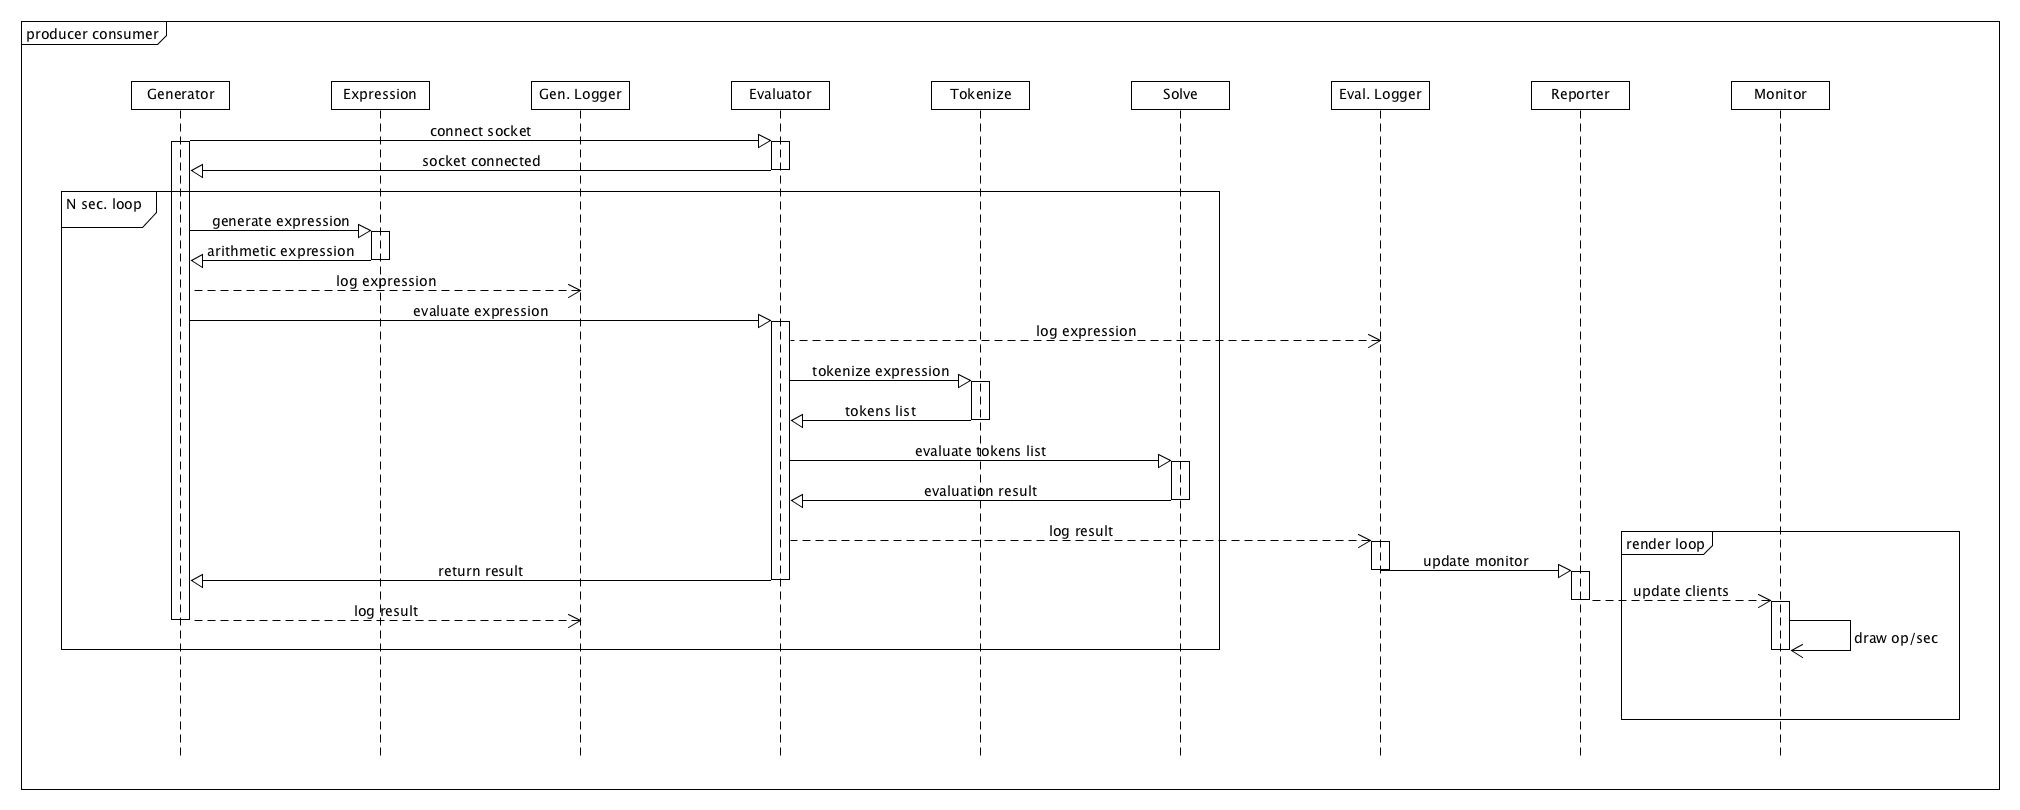 producer consumer
Generator
Expression
Gen. Logger
Evaluator
Tokenize
Solve
Eval. Logger
Reporter
Monitor
connect socket
socket connected
N sec. loop
generate expression
arithmetic expression
log expression
evaluate expression
log expression
tokenize expression
tokens list
evaluate tokens list
evaluation result
log result
render loop
update monitor
return result
update clients
log result
draw op/sec